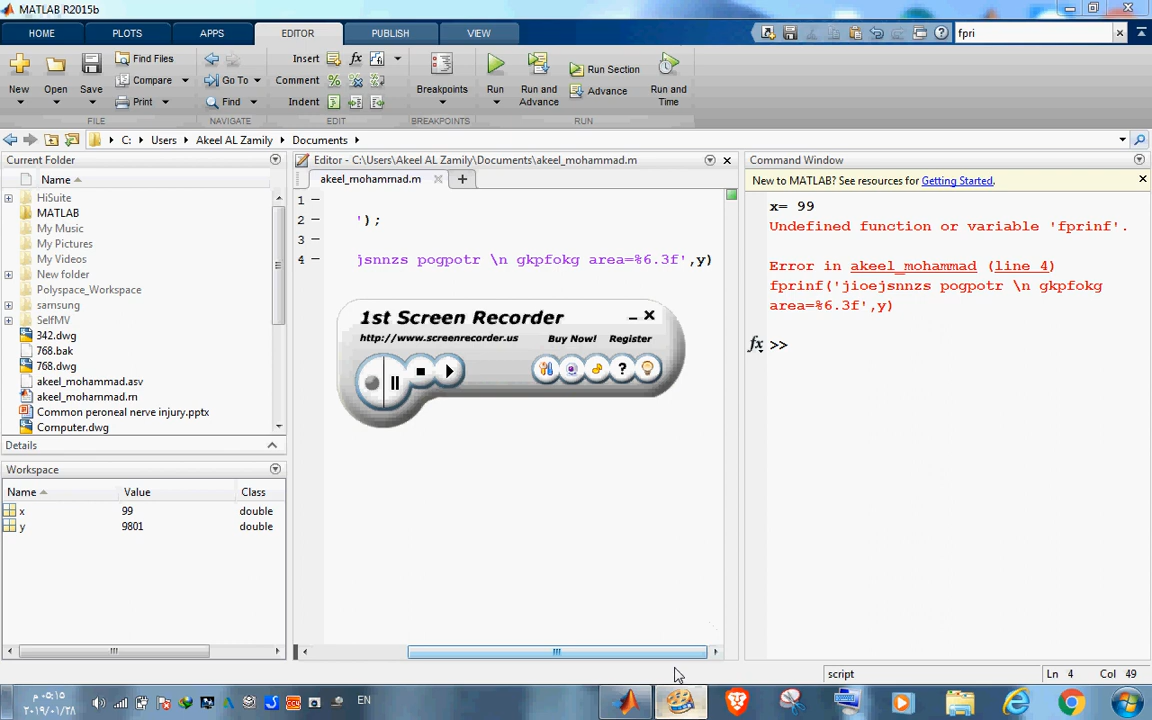 MATLAB R2015b
HOME PLOTS APPS EDITOR PUBLISH VIEW fpri
New Open Save Find Files Compare Print Go To Find Insert Comment Indent fx Breakpoints Run Run and Advance Run Section Advance Run and Time
FILE NAVIGATE EDIT BREAKPOINTS RUN
C: Users Akeel AL Zamily Documents
Current Folder
Name
HiSuite
MATLAB
My Music
My Pictures
My Videos
New folder
Polyspace_Workspace
samsung
SelfMV
342.dwg
768.bak
768.dwg
akeel_mohammad.asv
akeel_mohammad.m
Common peroneal nerve injury.pptx
Computer.dwg
Details
Workspace
Name Value Class
x 99 double
y 9801 double
Editor - C:\Users\Akeel AL Zamily\Documents\akeel_mohammad.m
akeel_mohammad.m
1
2 ');
3
4 jsnnzs pogpotr \n gkpfokg area=%6.3f',y)
1st Screen Recorder
http://www.screenrecorder.us Buy Now! Register
Command Window
New to MATLAB? See resources for Getting Started.
x= 99
Undefined function or variable 'fprinf'.
Error in akeel_mohammad (line 4)
fprinf('jioejsnnzs pogpotr \n gkpfokg
area=%6.3f',y)
fx >>
script Ln 4 Col 49
م ٠٥:١٥
٢٠١٩/٠١/٢٨
EN